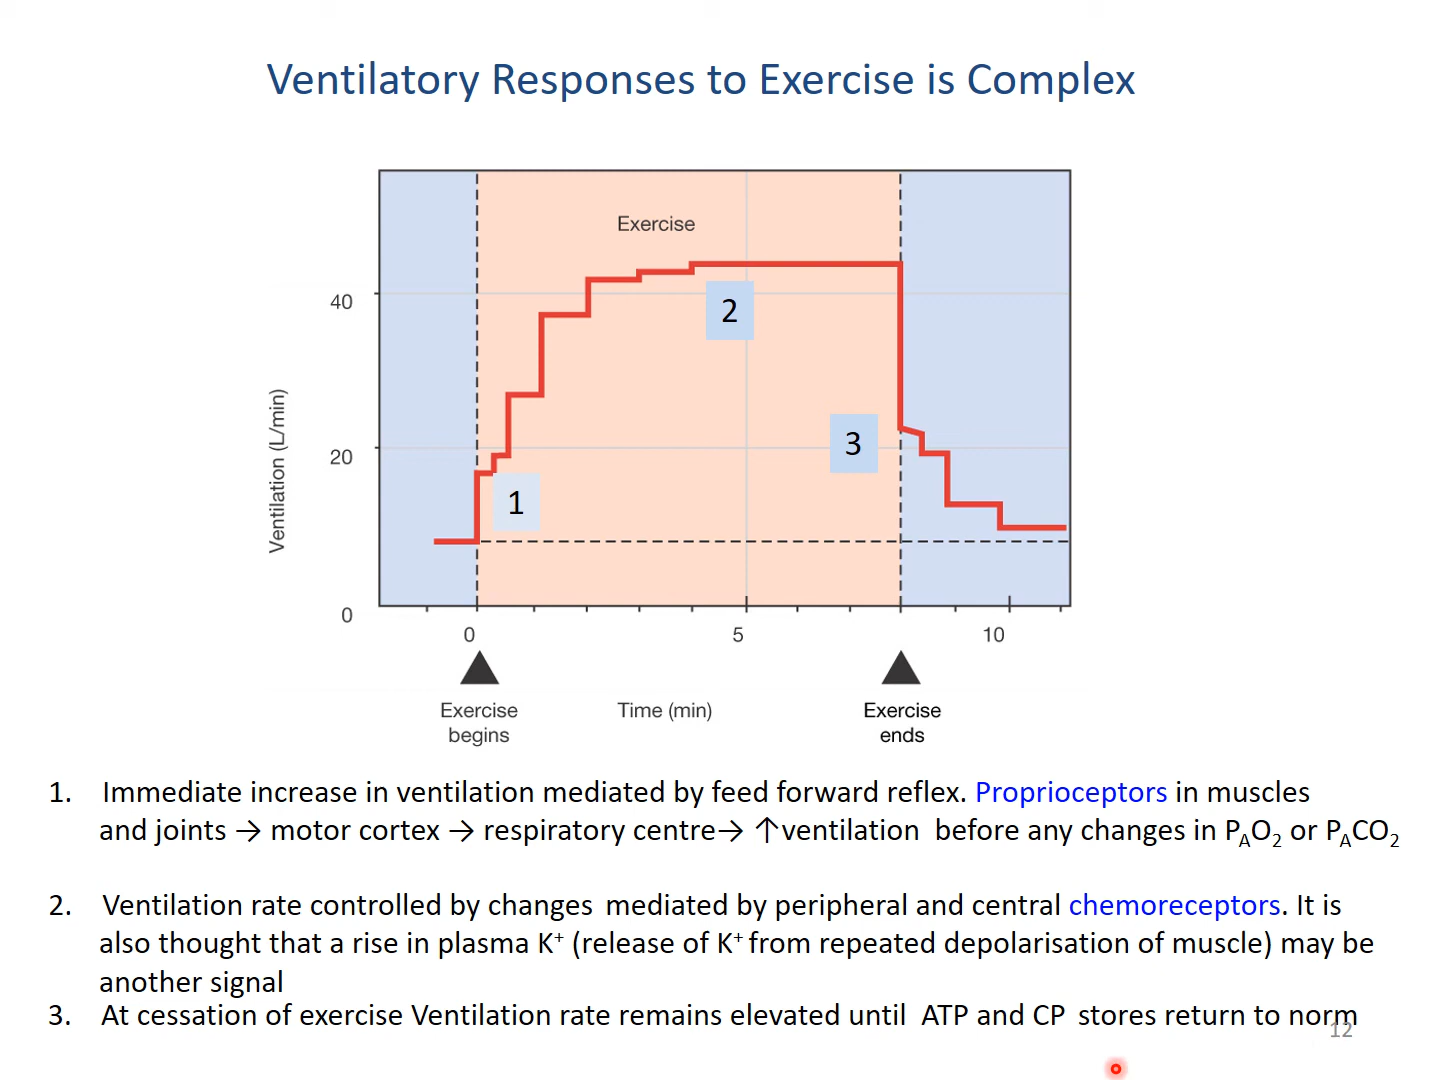 Ventilatory Responses to Exercise is Complex
Exercise
40
20
0
Ventilation (L/min)
1
2
3
0
5
10
Exercise
begins
Time (min)
Exercise
ends
1. Immediate increase in ventilation mediated by feed forward reflex. Proprioceptors in muscles
and joints → motor cortex → respiratory centre→ ↑ventilation before any changes in PAO2 or PACO2
2. Ventilation rate controlled by changes mediated by peripheral and central chemoreceptors. It is
also thought that a rise in plasma K+ (release of K+ from repeated depolarisation of muscle) may be
another signal
3. At cessation of exercise Ventilation rate remains elevated until ATP and CP stores return to norm
12